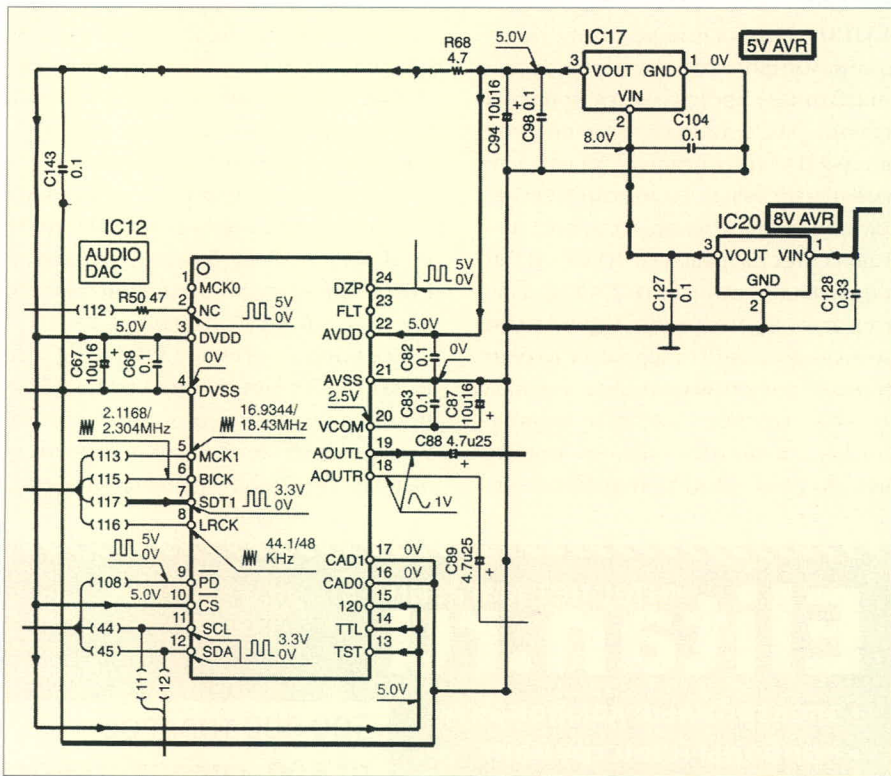 IC17
5V AVR
R68
4.7
5.0V
3
VOUT GND
1
0V
VIN
2
8.0V
C104
0.1
C94 10u16
+
C98 0.1
C143
0.1
IC20
8V AVR
3
VOUT VIN
1
GND
2
C127
0.1
C128
0.33
IC12
AUDIO
DAC
1
MCK0
(112)
R50 47
2
NC
5V
0V
5.0V
3
DVDD
C67
10u16
+
C68
0.1
0V
4
DVSS
2.1168/
2.304MHz
16.9344/
18.43MHz
(113)
5
MCK1
(115)
6
BICK
(117)
7
SDT1
3.3V
0V
(116)
8
LRCK
44.1/48
KHz
5V
0V
(108)
9
PD
5.0V
10
CS
(44)
11
SCL
(45)
12
SDA
3.3V
0V
(11)
(12)
24
DZP
5V
0V
23
FLT
22
AVDD
5.0V
C82
0.1
0V
21
AVSS
C83
0.1
C87
10u16
+
2.5V
20
VCOM
19
AOUTL
C88 4.7u25
+
18
AOUTR
1V
C89
4.7u25
+
17
CAD1
0V
16
CAD0
0V
15
120
14
TTL
13
TST
5.0V